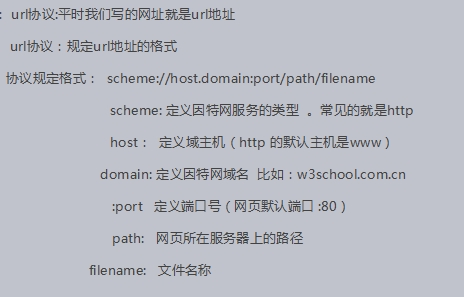 : url协议:平时我们写的网址就是url地址
url协议：规定url地址的格式
协议规定格式： scheme://host.domain:port/path/filename
scheme: 定义因特网服务的类型 。常见的就是http
host： 定义域主机（http 的默认主机是www）
domain: 定义因特网域名 比如：w3school.com.cn
:port 定义端口号（网页默认端口 :80）
path: 网页所在服务器上的路径
filename: 文件名称